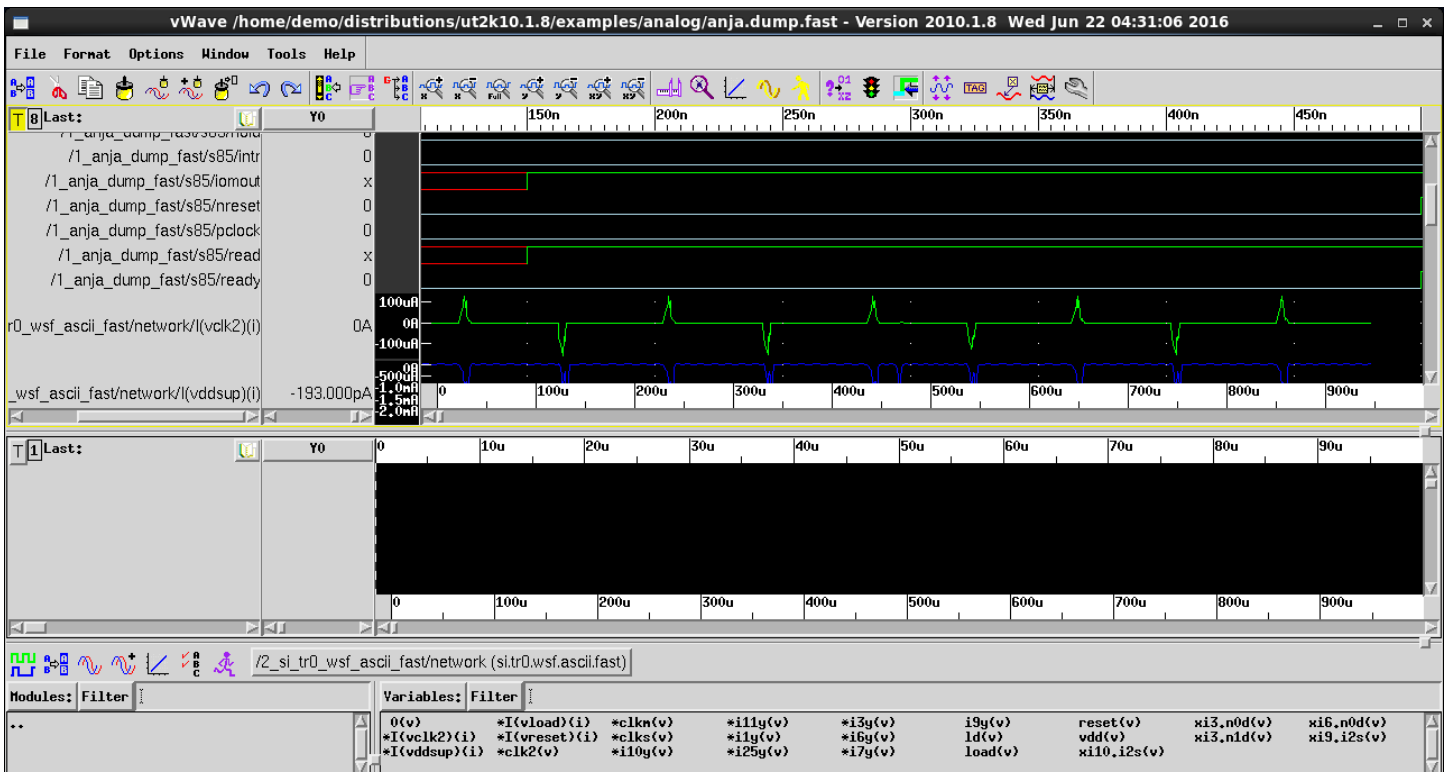 vWave /home/demo/distributions/ut2k10.1.8/examples/analog/anja.dump.fast - Version 2010.1.8 Wed Jun 22 04:31:06 2016
File Format Options Window Tools Help
T 8 Last: Y0 150n 200n 250n 300n 350n 400n 450n
/1_anja_dump_fast/s85/intr 0
/1_anja_dump_fast/s85/iomout x
/1_anja_dump_fast/s85/nreset 0
/1_anja_dump_fast/s85/pclock 0
/1_anja_dump_fast/s85/read x
/1_anja_dump_fast/s85/ready 0
100uA
r0_wsf_ascii_fast/network/I(vclk2)(i) 0A 0A
-100uA
0A
-500uA
_wsf_ascii_fast/network/I(vddsup)(i) -193.000pA -1.0mA 0 100u 200u 300u 400u 500u 600u 700u 800u 900u
-1.5mA
-2.0mA
T 1 Last: Y0 0 10u 20u 30u 40u 50u 60u 70u 80u 90u
0 100u 200u 300u 400u 500u 600u 700u 800u 900u
/2_si_tr0_wsf_ascii_fast/network (si.tr0.wsf.ascii.fast)
Modules: Filter Variables: Filter
.. 0(v) *I(vload)(i) *clkm(v) *i11y(v) *i3y(v) i9y(v) reset(v) xi3.n0d(v) xi6.n0d(v)
*I(vclk2)(i) *I(vreset)(i) *clks(v) *i1y(v) *i6y(v) ld(v) vdd(v) xi3.n1d(v) xi9.i2s(v)
*I(vddsup)(i) *clk2(v) *i10y(v) *i25y(v) *i7y(v) load(v) xi10.i2s(v)